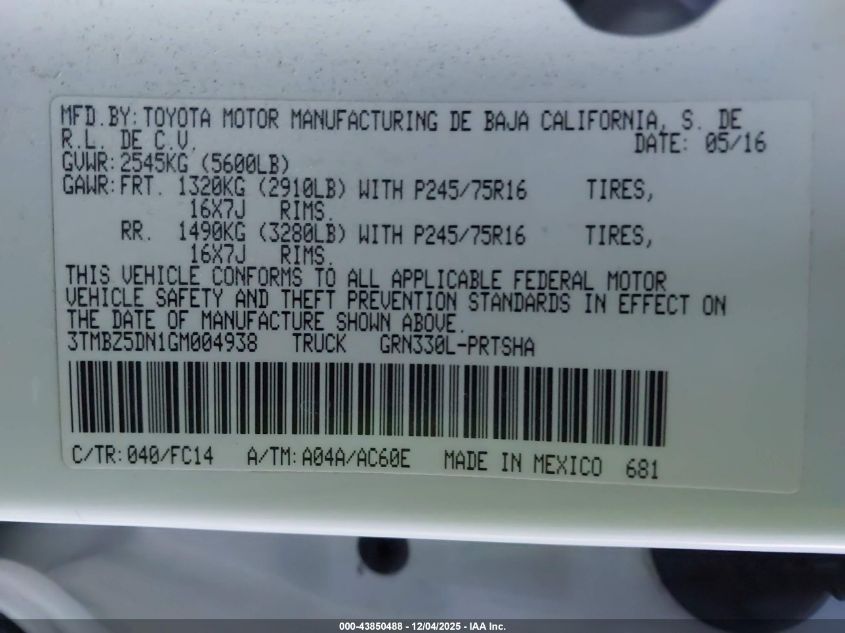 MFD.BY:TOYOTA MOTOR MANUFACTURING DE BAJA CALIFORNIA, S. DE
R.L. DE C.V. DATE: 05/16
GVWR:2545KG (5600LB)
GAWR:FRT. 1320KG (2910LB) WITH P245/75R16 TIRES,
16X7J RIMS.
RR. 1490KG (3280LB) WITH P245/75R16 TIRES,
16X7J RIMS.
THIS VEHICLE CONFORMS TO ALL APPLICABLE FEDERAL MOTOR
VEHICLE SAFETY AND THEFT PREVENTION STANDARDS IN EFFECT ON
THE DATE OF MANUFACTURE SHOWN ABOVE.
3TMBZ5DN1GM004938 TRUCK GRN330L-PRTSHA
C/TR:040/FC14 A/TM:A04A/AC60E MADE IN MEXICO 681
000-43850488 - 12/04/2025 - IAA Inc.